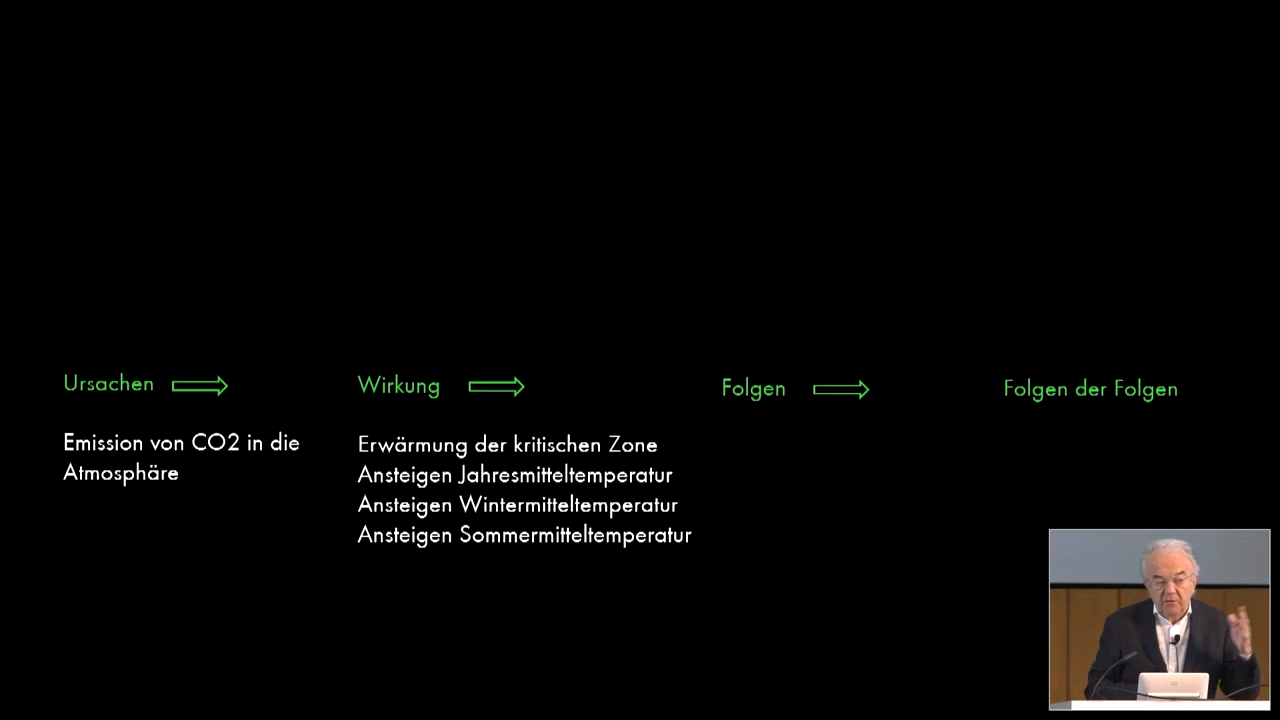 Ursachen
Wirkung
Folgen
Folgen der Folgen
Emission von CO2 in die
Atmosphäre
Erwärmung der kritischen Zone
Ansteigen Jahresmitteltemperatur
Ansteigen Wintermitteltemperatur
Ansteigen Sommermitteltemperatur